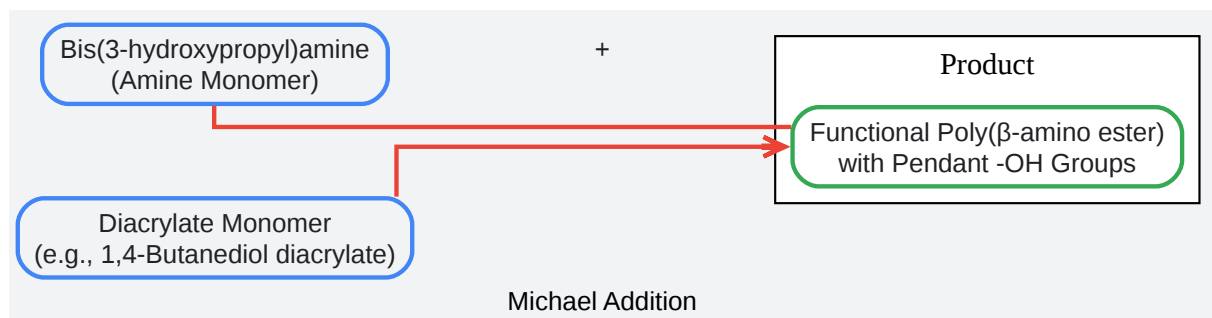 Bis(3-hydroxypropyl)amine
(Amine Monomer)
+
Product
Functional Poly(β-amino ester)
with Pendant -OH Groups
Diacrylate Monomer
(e.g., 1,4-Butanediol diacrylate)
Michael Addition